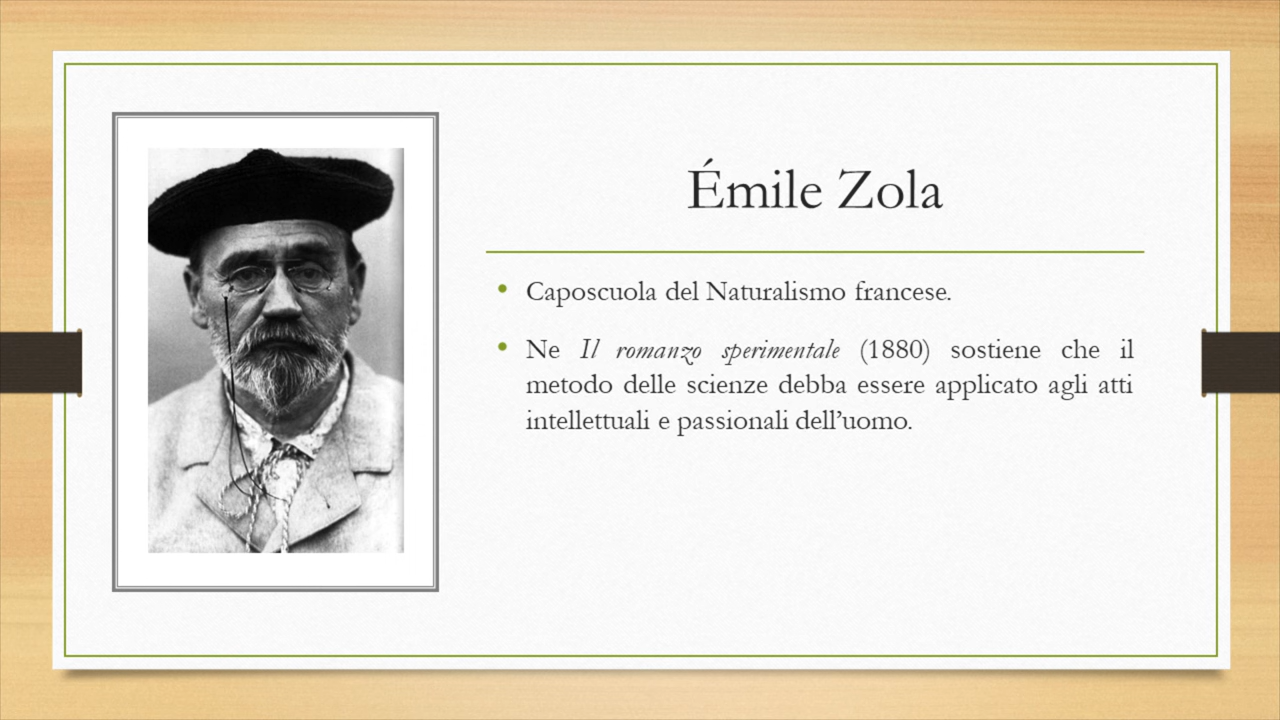 Émile Zola
• Caposcuola del Naturalismo francese.
• Ne Il romanzo sperimentale (1880) sostiene che il
metodo delle scienze debba essere applicato agli atti
intellettuali e passionali dell’uomo.